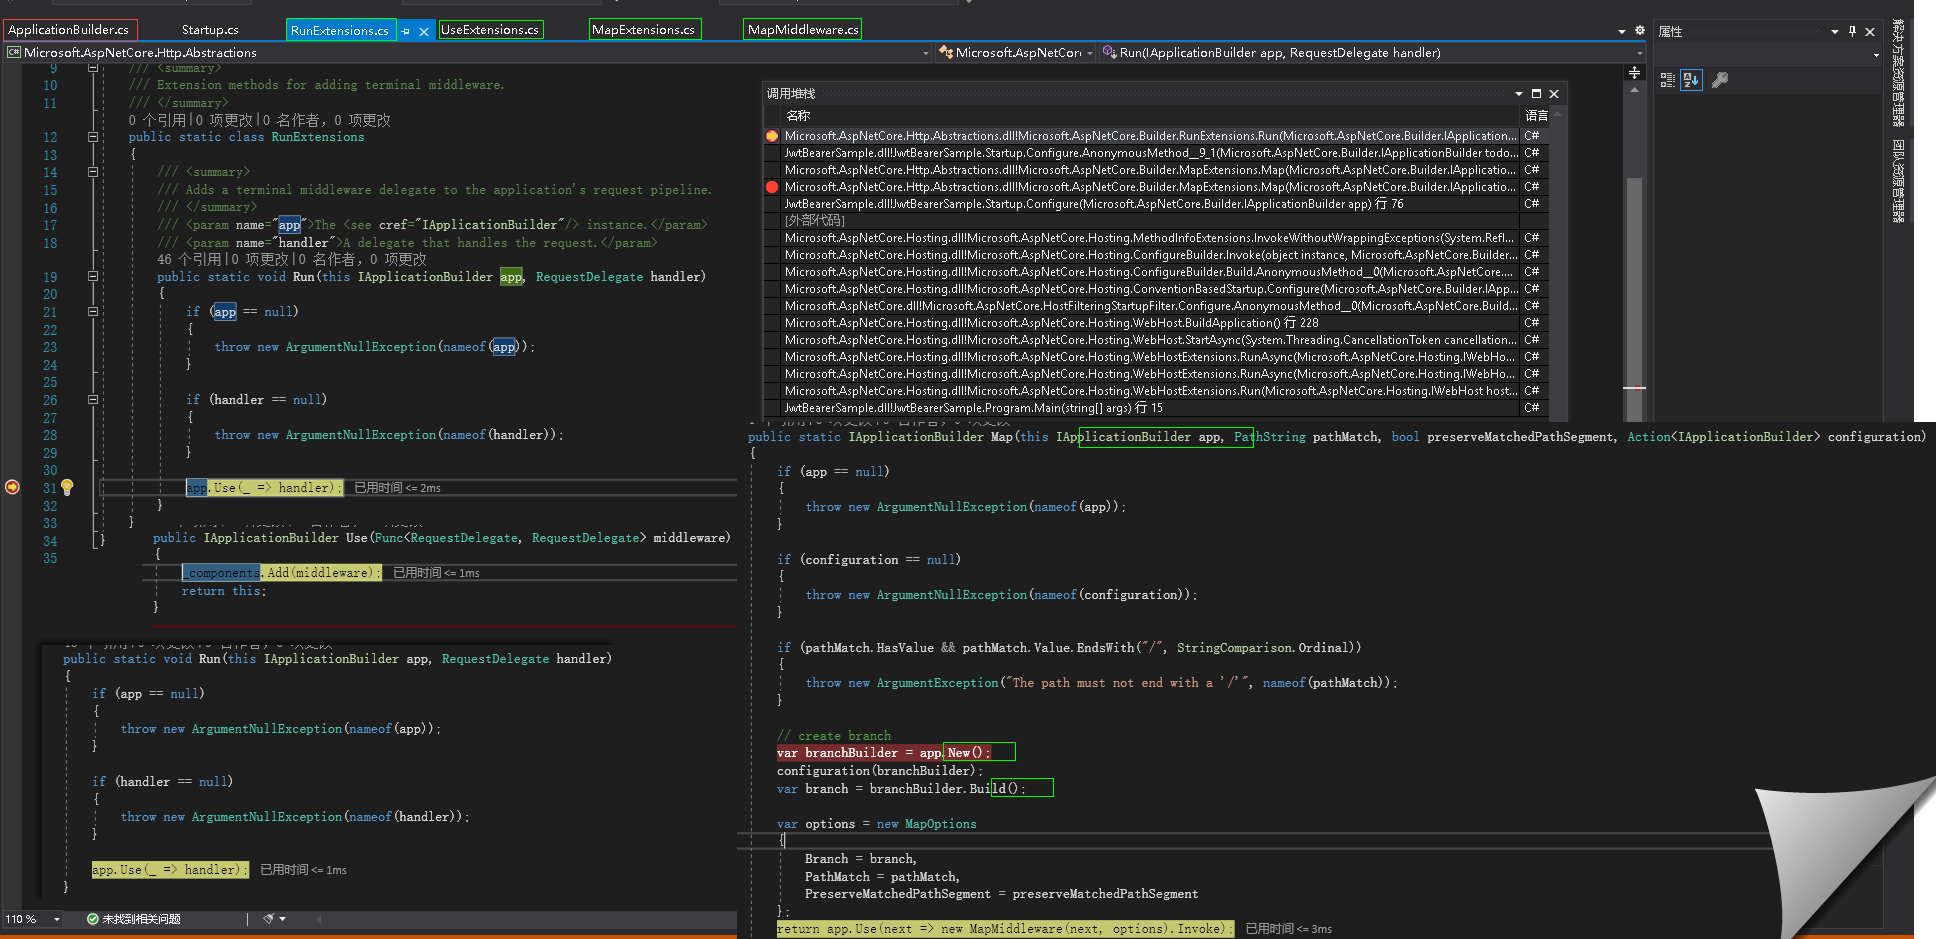 ApplicationBuilder.cs Startup.cs RunExtensions.cs UseExtensions.cs MapExtensions.cs MapMiddleware.cs
C# Microsoft.AspNetCore.Http.Abstractions Microsoft.AspNetCor Run(IApplicationBuilder app, RequestDelegate handler)
9 /// <summary>
10 /// Extension methods for adding terminal middleware.
11 /// </summary>
0 个引用|0 项更改|0 名作者, 0 项更改
12 public static class RunExtensions
13 {
14 /// <summary>
15 /// Adds a terminal middleware delegate to the application's request pipeline.
16 /// </summary>
17 /// <param name="app">The <see cref="IApplicationBuilder"/> instance.</param>
18 /// <param name="handler">A delegate that handles the request.</param>
46 个引用|0 项更改|0 名作者, 0 项更改
19 public static void Run(this IApplicationBuilder app, RequestDelegate handler)
20 {
21 if (app == null)
22 {
23 throw new ArgumentNullException(nameof(app));
24 }
25
26 if (handler == null)
27 {
28 throw new ArgumentNullException(nameof(handler));
29 }
30
31 app.Use(_ => handler); 已用时间 <= 2ms
32 }
33 }
34 }
35
public IApplicationBuilder Use(Func<RequestDelegate, RequestDelegate> middleware)
{
_components.Add(middleware); 已用时间 <= 1ms
return this;
}
public static void Run(this IApplicationBuilder app, RequestDelegate handler)
{
if (app == null)
{
throw new ArgumentNullException(nameof(app));
}
if (handler == null)
{
throw new ArgumentNullException(nameof(handler));
}
app.Use(_ => handler); 已用时间 <= 1ms
}
110 % 未找到相关问题
调用堆栈
名称 语言
Microsoft.AspNetCore.Http.Abstractions.dll!Microsoft.AspNetCore.Builder.RunExtensions.Run(Microsoft.AspNetCore.Builder.IApplication... C#
JwtBearerSample.dll!JwtBearerSample.Startup.Configure.AnonymousMethod__9_1(Microsoft.AspNetCore.Builder.IApplicationBuilder todo... C#
Microsoft.AspNetCore.Http.Abstractions.dll!Microsoft.AspNetCore.Builder.MapExtensions.Map(Microsoft.AspNetCore.Builder.IApplicatio... C#
Microsoft.AspNetCore.Http.Abstractions.dll!Microsoft.AspNetCore.Builder.MapExtensions.Map(Microsoft.AspNetCore.Builder.IApplicatio... C#
JwtBearerSample.dll!JwtBearerSample.Startup.Configure(Microsoft.AspNetCore.Builder.IApplicationBuilder app) 行 76 C#
[外部代码]
Microsoft.AspNetCore.Hosting.dll!Microsoft.AspNetCore.Hosting.MethodInfoExtensions.InvokeWithoutWrappingExceptions(System.Refl... C#
Microsoft.AspNetCore.Hosting.dll!Microsoft.AspNetCore.Hosting.ConfigureBuilder.Invoke(object instance, Microsoft.AspNetCore.Builder... C#
Microsoft.AspNetCore.Hosting.dll!Microsoft.AspNetCore.Hosting.ConfigureBuilder.Build.AnonymousMethod__0(Microsoft.AspNetCore.... C#
Microsoft.AspNetCore.Hosting.dll!Microsoft.AspNetCore.Hosting.ConventionBasedStartup.Configure(Microsoft.AspNetCore.Builder.IApp... C#
Microsoft.AspNetCore.dll!Microsoft.AspNetCore.HostFilteringStartupFilter.Configure.AnonymousMethod__0(Microsoft.AspNetCore.Build... C#
Microsoft.AspNetCore.Hosting.dll!Microsoft.AspNetCore.Hosting.WebHost.BuildApplication() 行 228 C#
Microsoft.AspNetCore.Hosting.dll!Microsoft.AspNetCore.Hosting.WebHost.StartAsync(System.Threading.CancellationToken cancellation... C#
Microsoft.AspNetCore.Hosting.dll!Microsoft.AspNetCore.Hosting.WebHostExtensions.RunAsync(Microsoft.AspNetCore.Hosting.IWebHo... C#
Microsoft.AspNetCore.Hosting.dll!Microsoft.AspNetCore.Hosting.WebHostExtensions.RunAsync(Microsoft.AspNetCore.Hosting.IWebHo... C#
Microsoft.AspNetCore.Hosting.dll!Microsoft.AspNetCore.Hosting.WebHostExtensions.Run(Microsoft.AspNetCore.Hosting.IWebHost host... C#
JwtBearerSample.dll!JwtBearerSample.Program.Main(string[] args) 行 15 C#
public static IApplicationBuilder Map(this IApplicationBuilder app, PathString pathMatch, bool preserveMatchedPathSegment, Action<IApplicationBuilder> configuration)
{
if (app == null)
{
throw new ArgumentNullException(nameof(app));
}
if (configuration == null)
{
throw new ArgumentNullException(nameof(configuration));
}
if (pathMatch.HasValue && pathMatch.Value.EndsWith("/", StringComparison.Ordinal))
{
throw new ArgumentException("The path must not end with a '/'", nameof(pathMatch));
}
// create branch
var branchBuilder = app.New();
configuration(branchBuilder);
var branch = branchBuilder.Build();
var options = new MapOptions
{
Branch = branch,
PathMatch = pathMatch,
PreserveMatchedPathSegment = preserveMatchedPathSegment
};
return app.Use(next => new MapMiddleware(next, options).Invoke); 已用时间 <= 3ms
属性
解决方案资源管理器
团队资源管理器